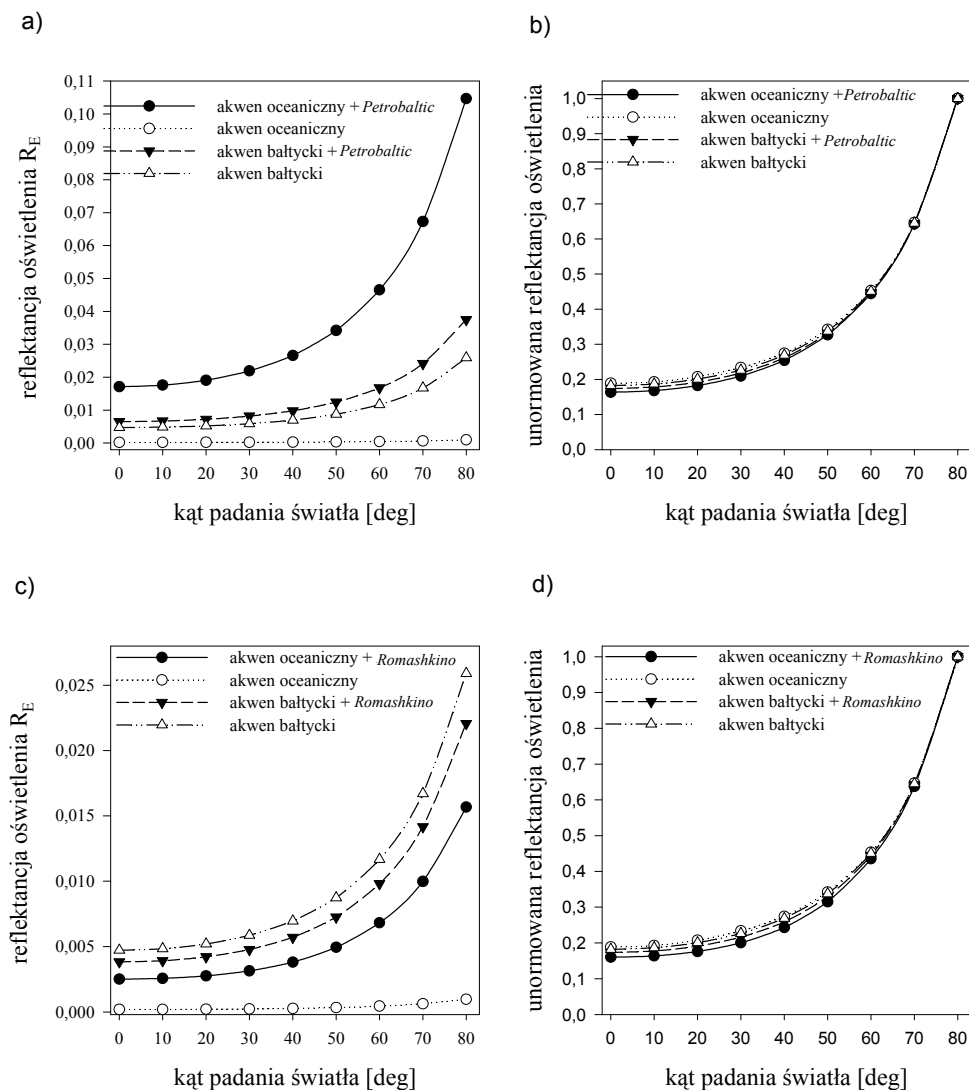 a)
reflektancja oświetlenia R_E
0,11
0,10
0,09
0,08
0,07
0,06
0,05
0,04
0,03
0,02
0,01
0,00
akwen oceaniczny + Petrobaltic
akwen oceaniczny
akwen bałtycki + Petrobaltic
akwen bałtycki
0 10 20 30 40 50 60 70 80
kąt padania światła [deg]
b)
unormowana reflektancja oświetlenia
1,0
0,9
0,8
0,7
0,6
0,5
0,4
0,3
0,2
0,1
0,0
akwen oceaniczny + Petrobaltic
akwen oceaniczny
akwen bałtycki + Petrobaltic
akwen bałtycki
0 10 20 30 40 50 60 70 80
kąt padania światła [deg]
c)
reflektancja oświetlenia R_E
0,025
0,020
0,015
0,010
0,005
0,000
akwen oceaniczny + Romashkino
akwen oceaniczny
akwen bałtycki + Romashkino
akwen bałtycki
0 10 20 30 40 50 60 70 80
kąt padania światła [deg]
d)
unormowana reflektancja oświetlenia
1,0
0,9
0,8
0,7
0,6
0,5
0,4
0,3
0,2
0,1
0,0
akwen oceaniczny + Romashkino
akwen oceaniczny
akwen bałtycki + Romashkino
akwen bałtycki
0 10 20 30 40 50 60 70 80
kąt padania światła [deg]